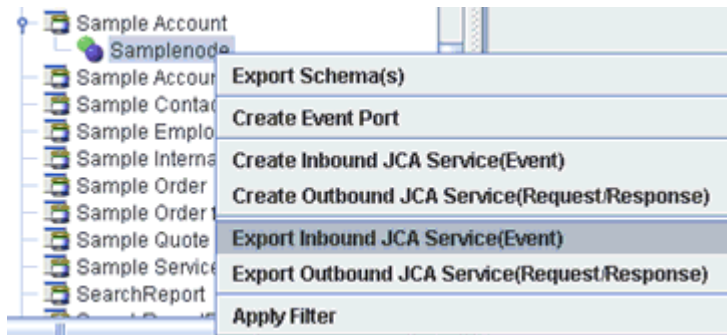 Sample Account
Samplenode
Sample Accoun
Export Schema(s)
Sample Contac
Create Event Port
Sample Emplo
Sample Interna
Create Inbound JCA Service(Event)
Sample Order
Create Outbound JCA Service(Request/Response)
Sample Order t
Sample Quote
Export Inbound JCA Service(Event)
Sample Service
Export Outbound JCA Service(Request/Response)
SearchReport
Apply Filter